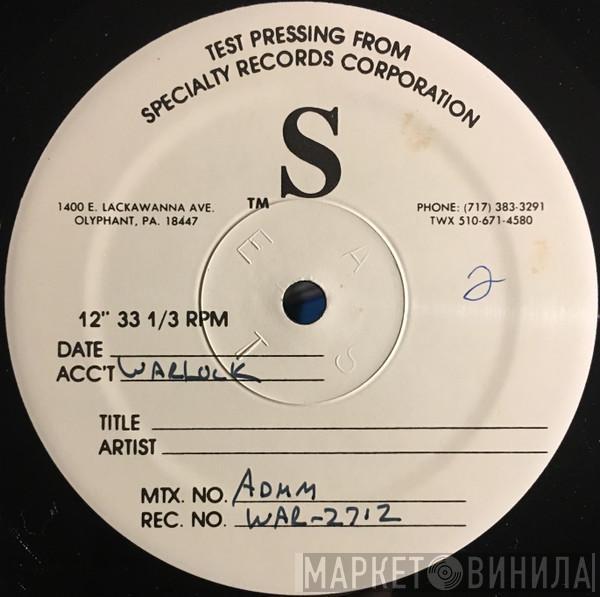 TEST PRESSING FROM
SPECIALTY RECORDS CORPORATION
S
TM
1400 E. LACKAWANNA AVE.
OLYPHANT, PA. 18447
PHONE: (717) 383-3291
TWX 510-671-4580
EAST
2
12" 33 1/3 RPM
DATE
ACC'T WARLOCK
TITLE
ARTIST
MTX. NO. ADMM
REC. NO. WAR-2712
МАРКЕТ ВИНИЛА